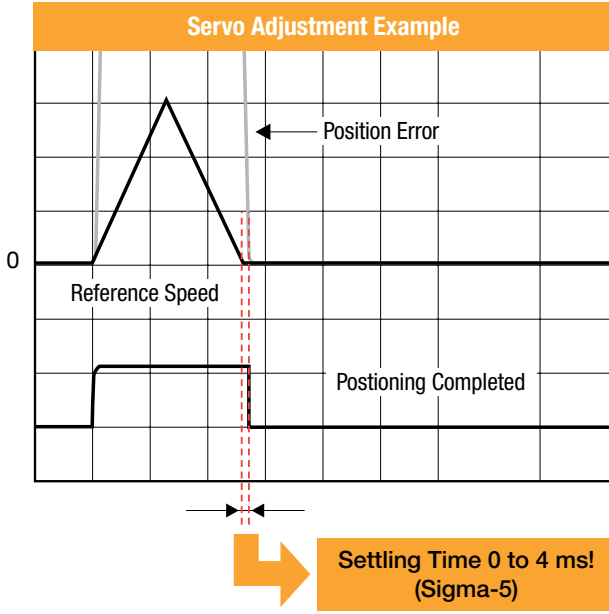 Servo Adjustment Example
Position Error
0
Reference Speed
Postioning Completed
Settling Time 0 to 4 ms!
(Sigma-5)